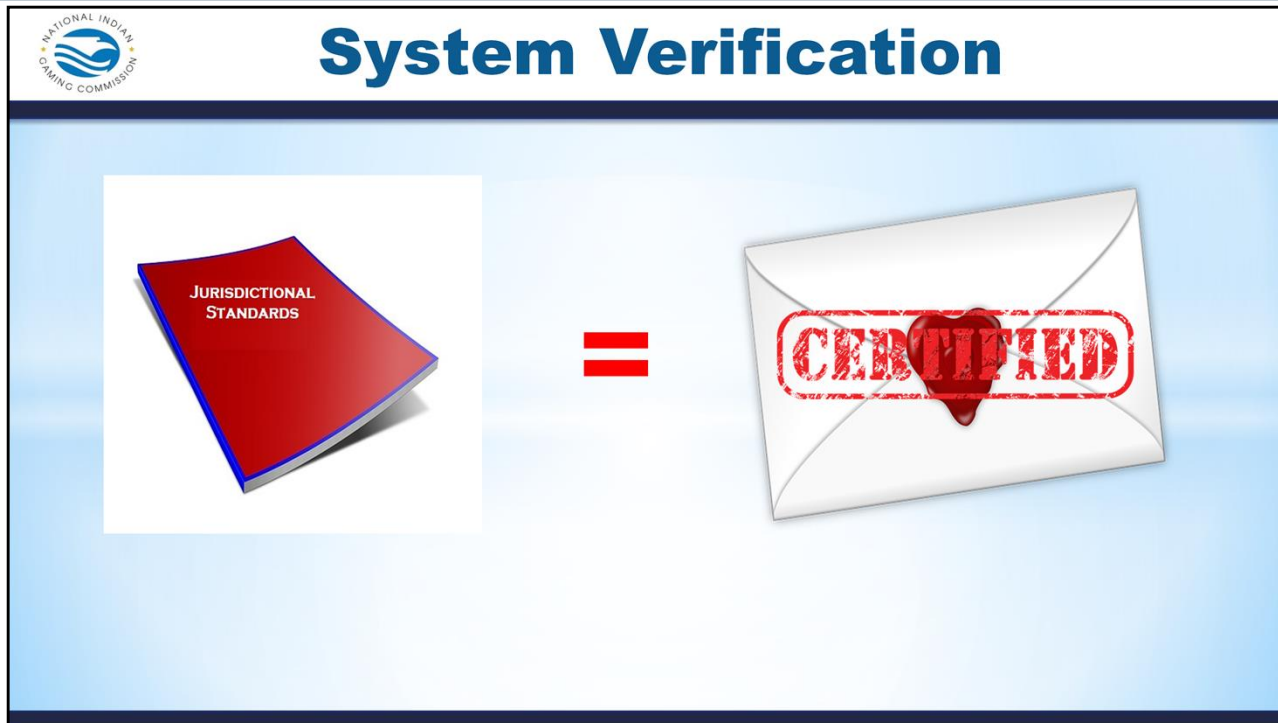 NATIONAL INDIAN
GAMING COMMISSION
System Verification
JURISDICTIONAL
STANDARDS
=
CERTIFIED